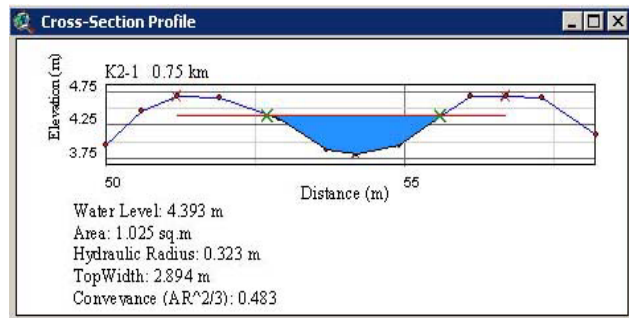 Cross-Section Profile
K2-1 0.75 km
Elevation (m)
4.75
4.25
3.75
50
55
Distance (m)
Water Level: 4.393 m
Area: 1.025 sq.m
Hydraulic Radius: 0.323 m
TopWidth: 2.894 m
Conveyance (AR^2/3): 0.483